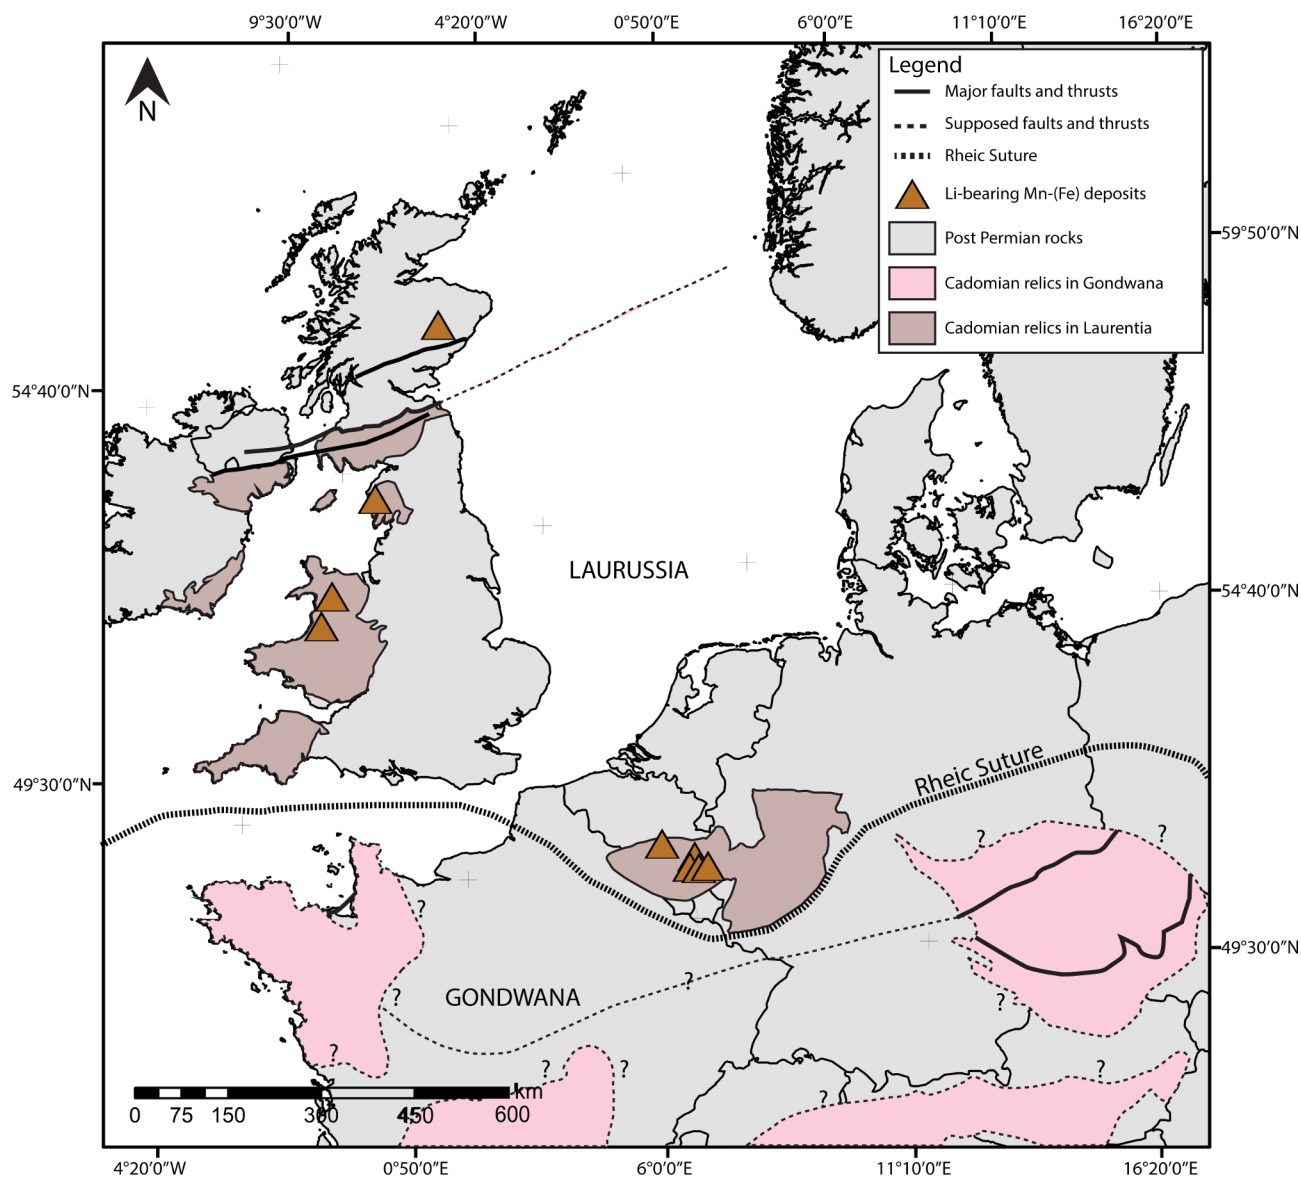 9°30'0"W 4°20'0"W 0°50'0"E 6°0'0"E 11°10'0"E 16°20'0"E
N
Legend
Major faults and thrusts
Supposed faults and thrusts
Rheic Suture
Li-bearing Mn-(Fe) deposits
Post Permian rocks
Cadomian relics in Gondwana
Cadomian relics in Laurentia
59°50'0"N
54°40'0"N
LAURUSSIA
54°40'0"N
Rheic Suture
49°30'0"N
? ?
?
49°30'0"N
?
? GONDWANA ?
? ? ? ?
?
km
0 75 150 300 450 600
4°20'0"W 0°50'0"E 6°0'0"E 11°10'0"E 16°20'0"E